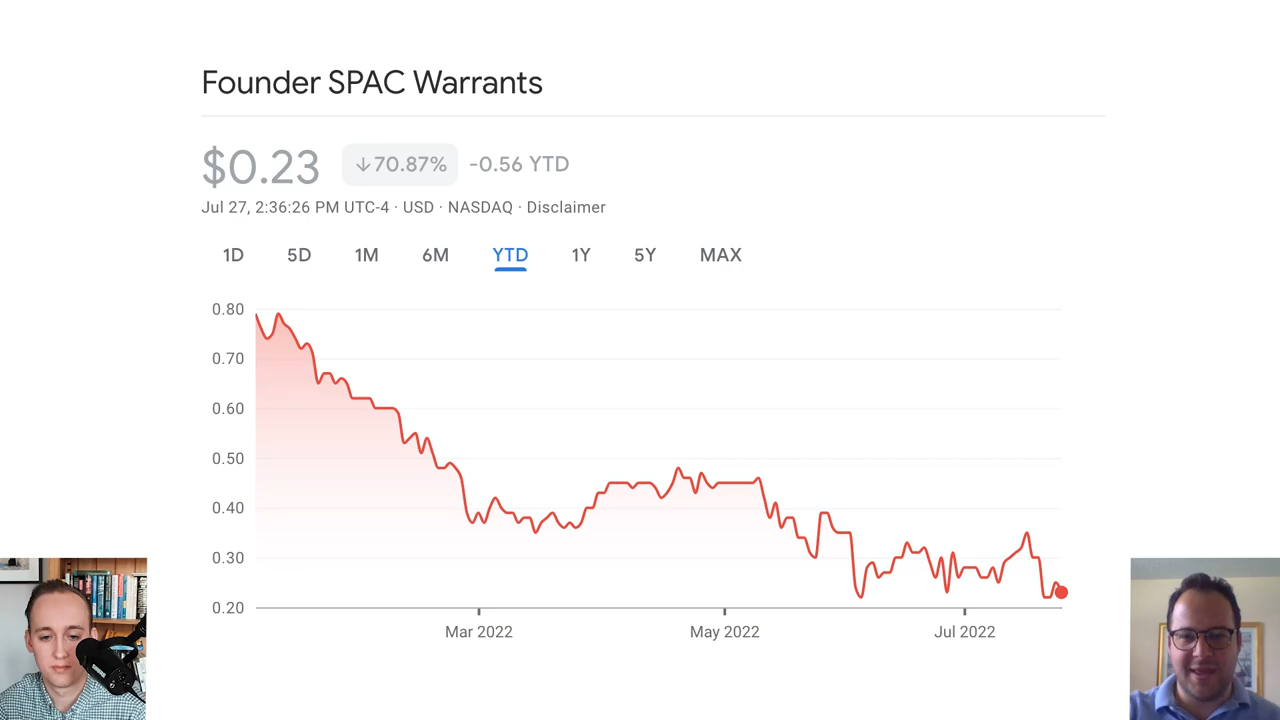 Founder SPAC Warrants
$0.23 ↓70.87% -0.56 YTD
Jul 27, 2:36:26 PM UTC-4 · USD · NASDAQ · Disclaimer
1D 5D 1M 6M YTD 1Y 5Y MAX
0.80
0.70
0.60
0.50
0.40
0.30
0.20
Mar 2022 May 2022 Jul 2022